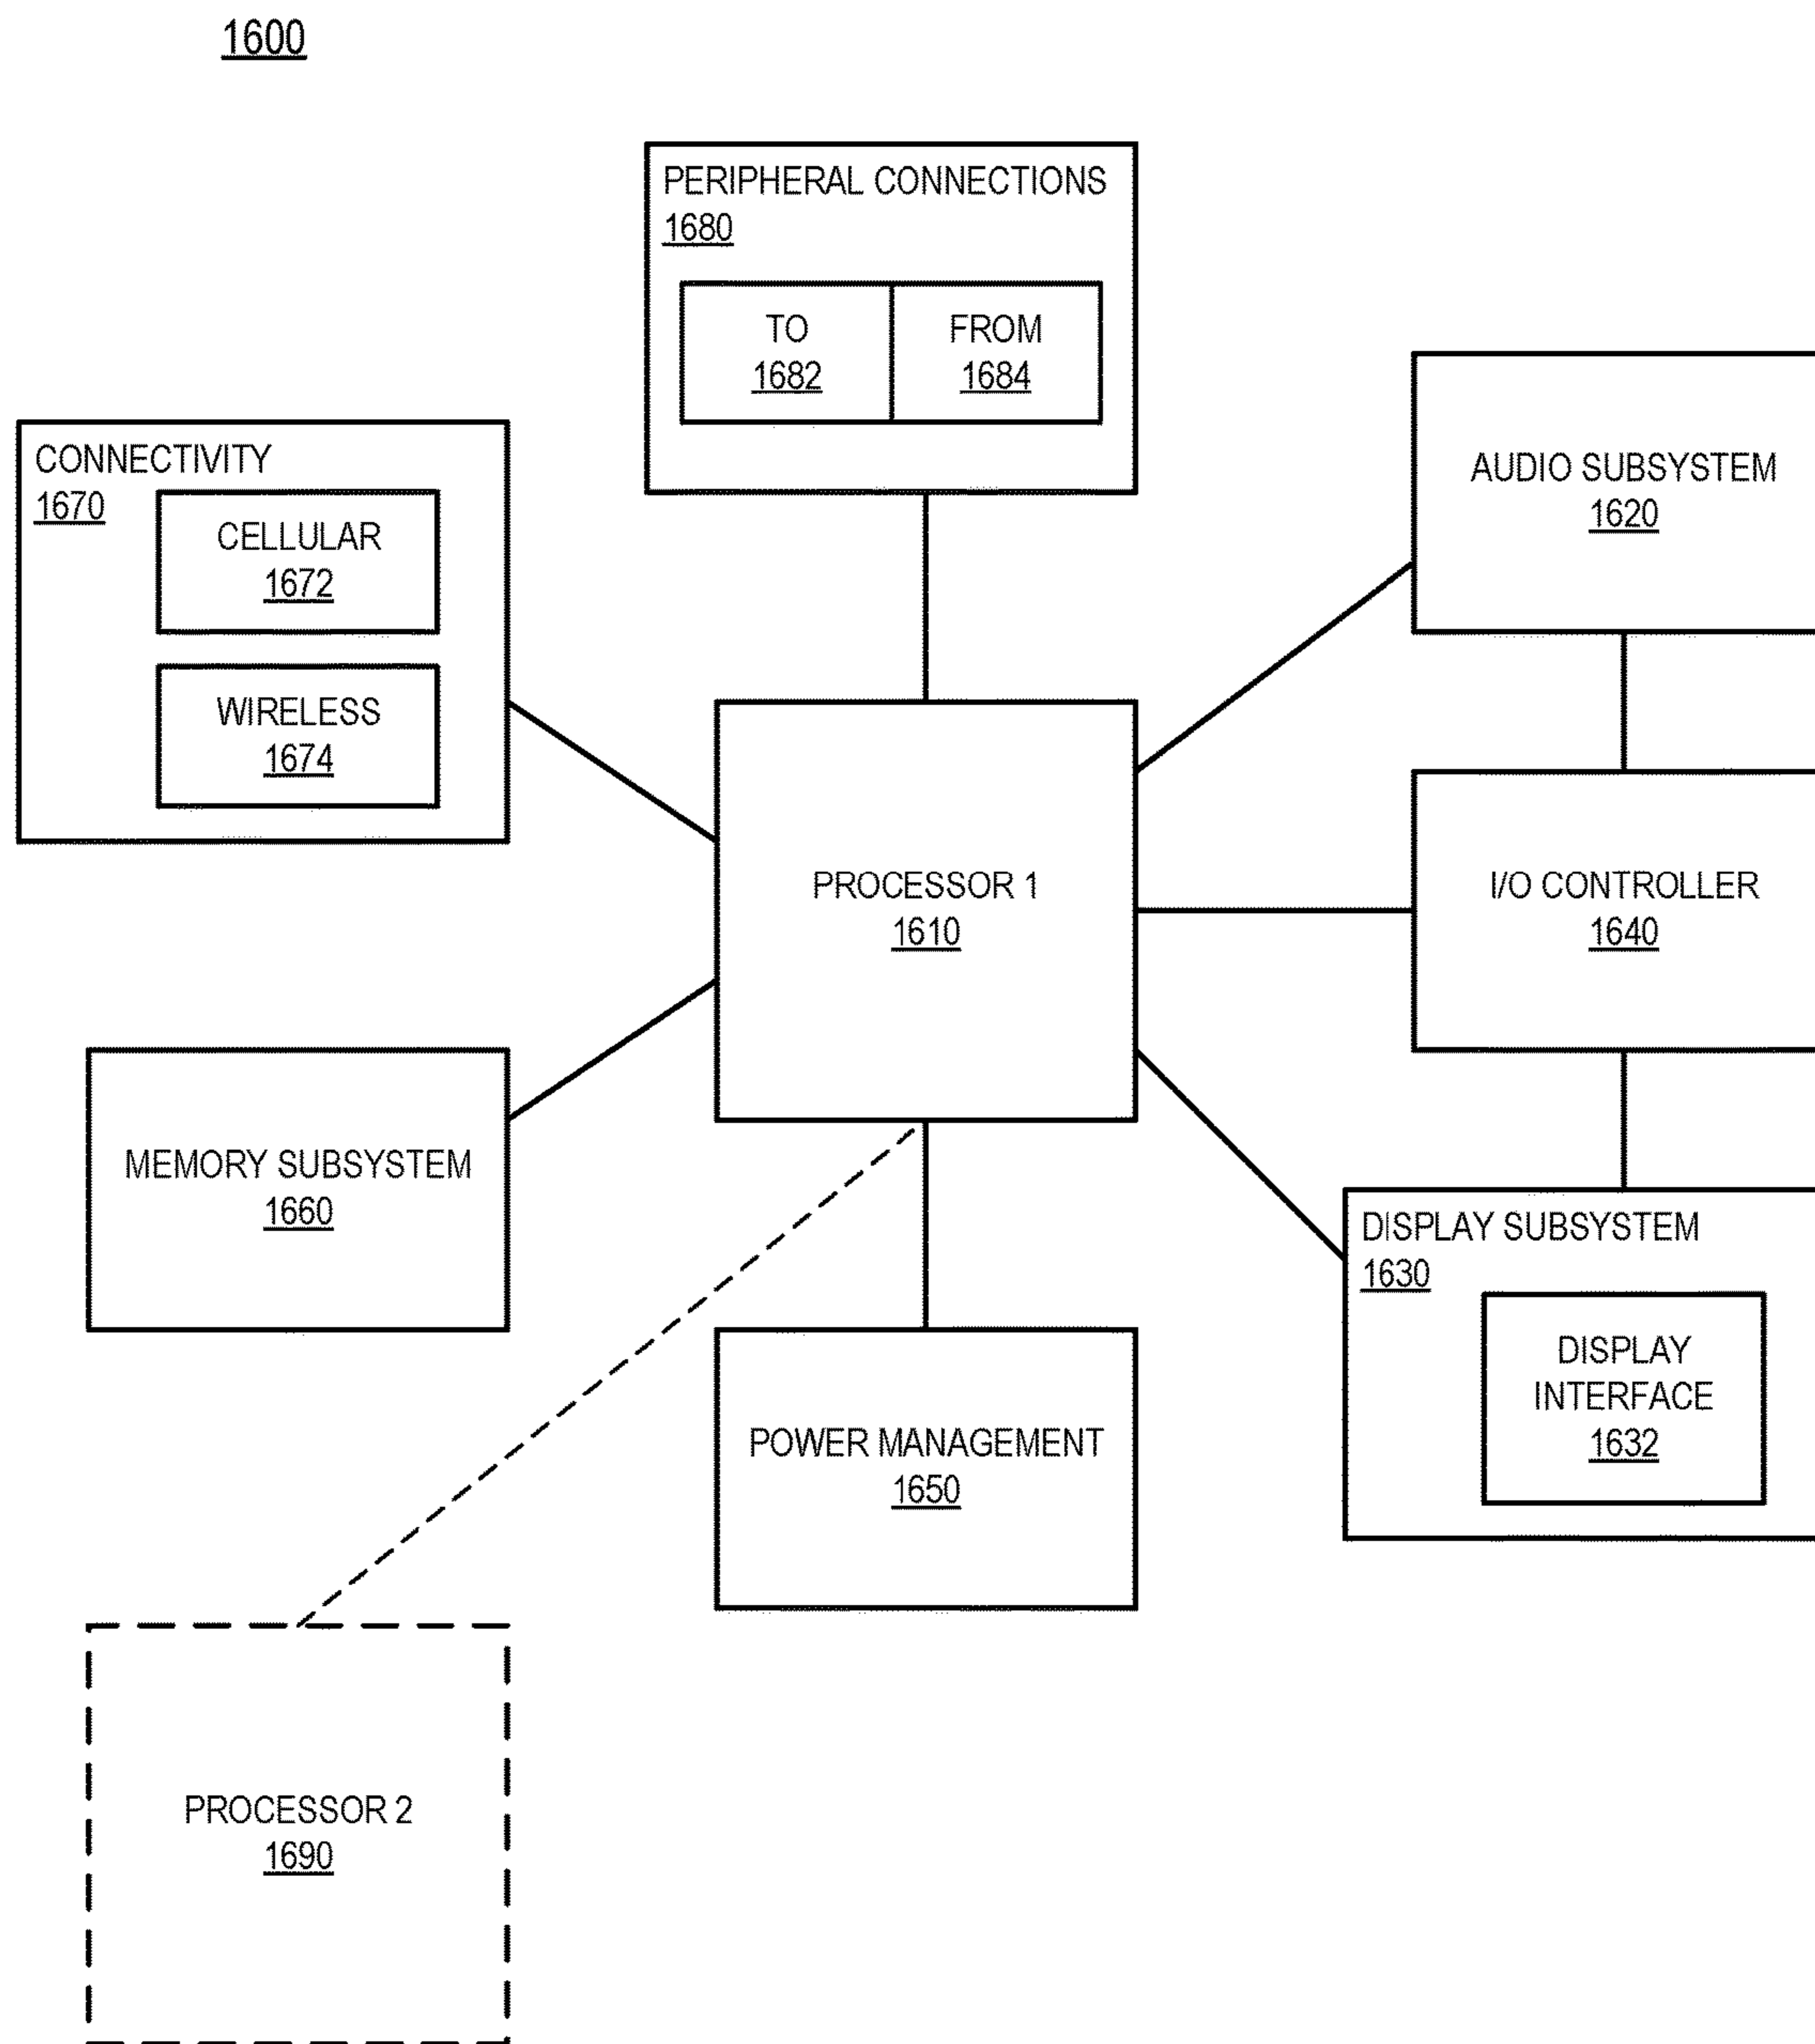 1600
PERIPHERAL CONNECTIONS
1680
TO
1682
FROM
1684
CONNECTIVITY
1670
CELLULAR
1672
WIRELESS
1674
AUDIO SUBSYSTEM
1620
PROCESSOR 1
1610
I/O CONTROLLER
1640
MEMORY SUBSYSTEM
1660
DISPLAY SUBSYSTEM
1630
DISPLAY
INTERFACE
1632
POWER MANAGEMENT
1650
PROCESSOR 2
1690